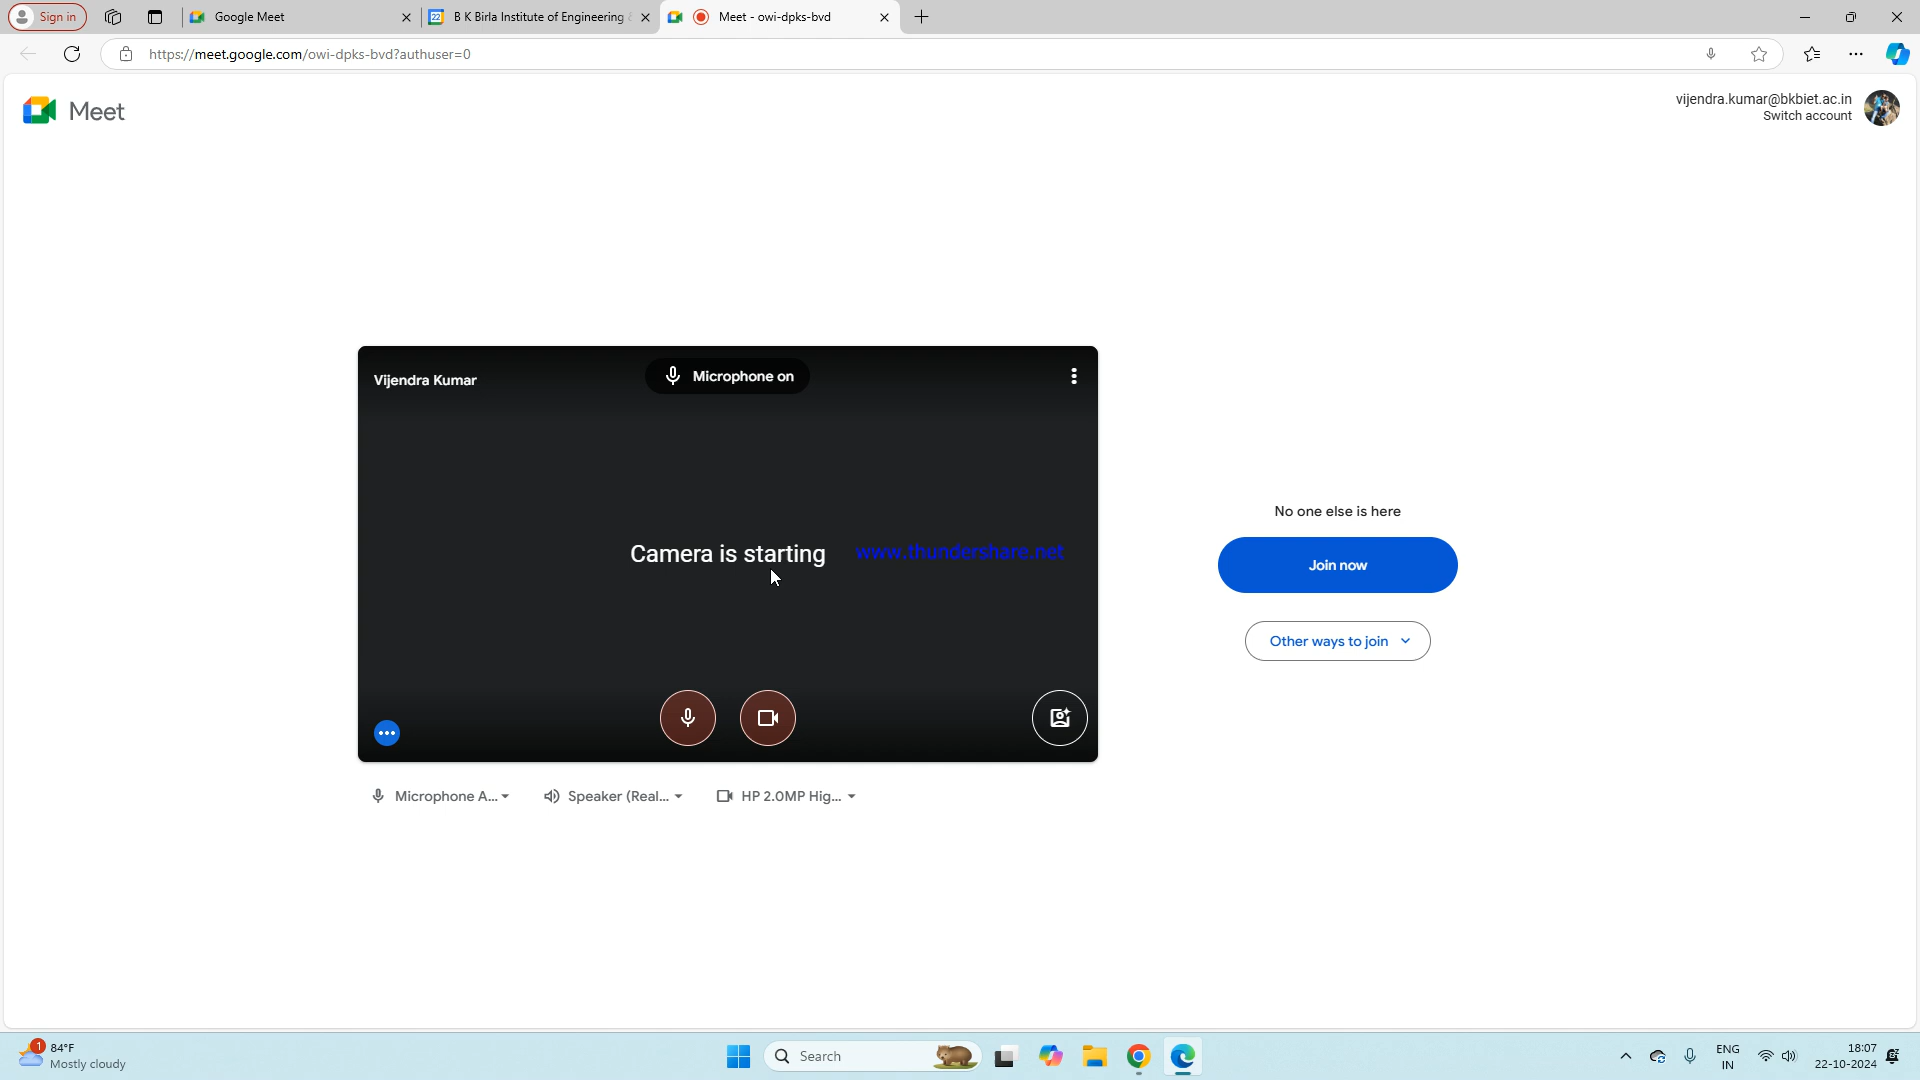 Sign in
Google Meet
B K Birla Institute of Engineering
Meet - owi-dpks-bvd
https://meet.google.com/owi-dpks-bvd?authuser=0
Meet
vijendra.kumar@bkbiet.ac.in
Switch account
Vijendra Kumar
Microphone on
Camera is starting
www.thundershare.net
No one else is here
Join now
Other ways to join
Microphone A...
Speaker (Real...
HP 2.0MP Hig...
1
84°F
Mostly cloudy
Search
ENG
IN
18:07
22-10-2024